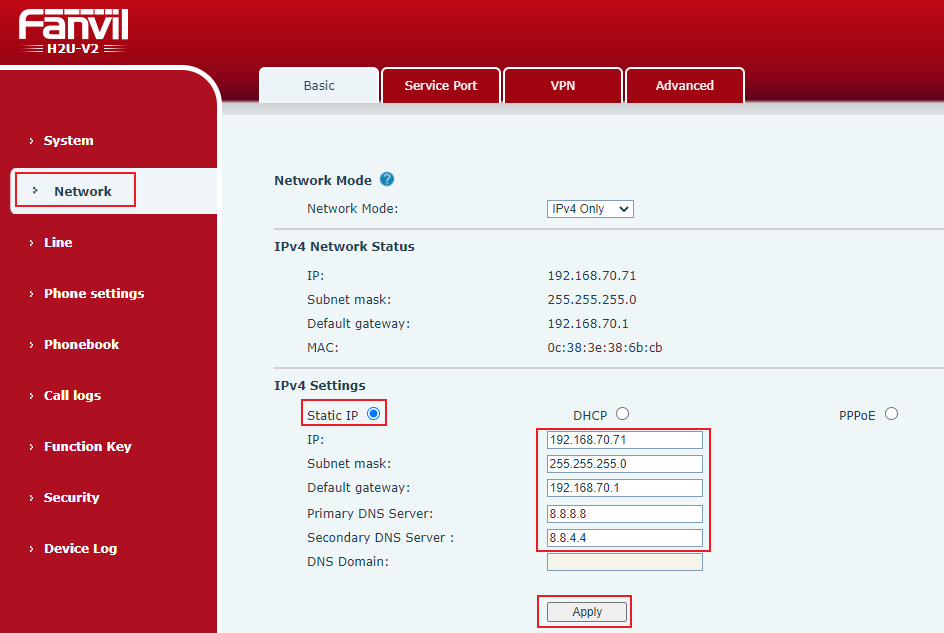 Fanvil
H2U-V2
Basic
Service Port
VPN
Advanced
› System
› Network
› Line
› Phone settings
› Phonebook
› Call logs
› Function Key
› Security
› Device Log
Network Mode ?
Network Mode: IPv4 Only
IPv4 Network Status
IP: 192.168.70.71
Subnet mask: 255.255.255.0
Default gateway: 192.168.70.1
MAC: 0c:38:3e:38:6b:cb
IPv4 Settings
Static IP DHCP PPPoE
IP: 192.168.70.71
Subnet mask: 255.255.255.0
Default gateway: 192.168.70.1
Primary DNS Server: 8.8.8.8
Secondary DNS Server : 8.8.4.4
DNS Domain:
Apply